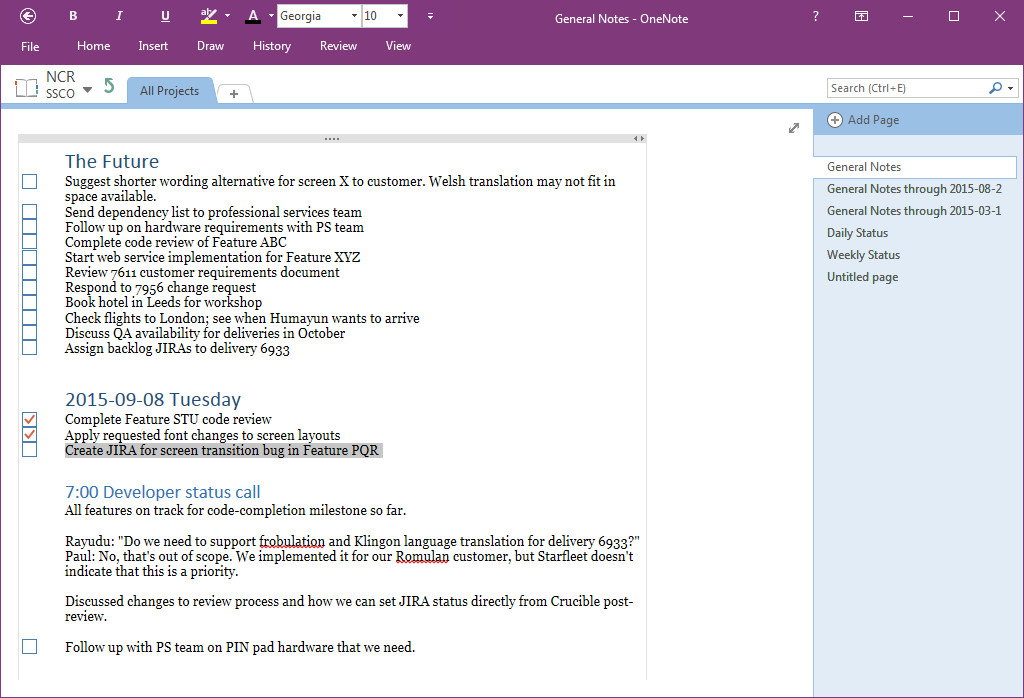 B I U ab A Georgia 10 General Notes - OneNote ?
File Home Insert Draw History Review View
NCR
SSCO
All Projects
+
Search (Ctrl+E)
Add Page
General Notes
General Notes through 2015-08-2
General Notes through 2015-03-1
Daily Status
Weekly Status
Untitled page
The Future
Suggest shorter wording alternative for screen X to customer. Welsh translation may not fit in
space available.
Send dependency list to professional services team
Follow up on hardware requirements with PS team
Complete code review of Feature ABC
Start web service implementation for Feature XYZ
Review 7611 customer requirements document
Respond to 7956 change request
Book hotel in Leeds for workshop
Check flights to London; see when Humayun wants to arrive
Discuss QA availability for deliveries in October
Assign backlog JIRAs to delivery 6933
2015-09-08 Tuesday
Complete Feature STU code review
Apply requested font changes to screen layouts
Create JIRA for screen transition bug in Feature PQR
7:00 Developer status call
All features on track for code-completion milestone so far.
Rayudu: "Do we need to support frobulation and Klingon language translation for delivery 6933?"
Paul: No, that's out of scope. We implemented it for our Romulan customer, but Starfleet doesn't
indicate that this is a priority.
Discussed changes to review process and how we can set JIRA status directly from Crucible post-
review.
Follow up with PS team on PIN pad hardware that we need.